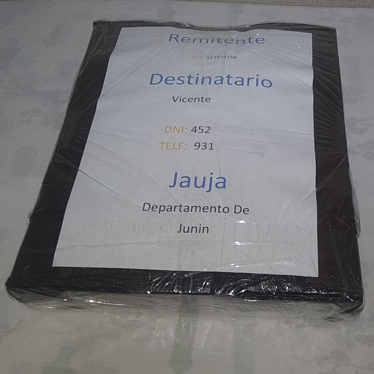 Remitente
Destinatario
Vicente
DNI: 452
TELF: 931
Jauja
Departamento De
Junin